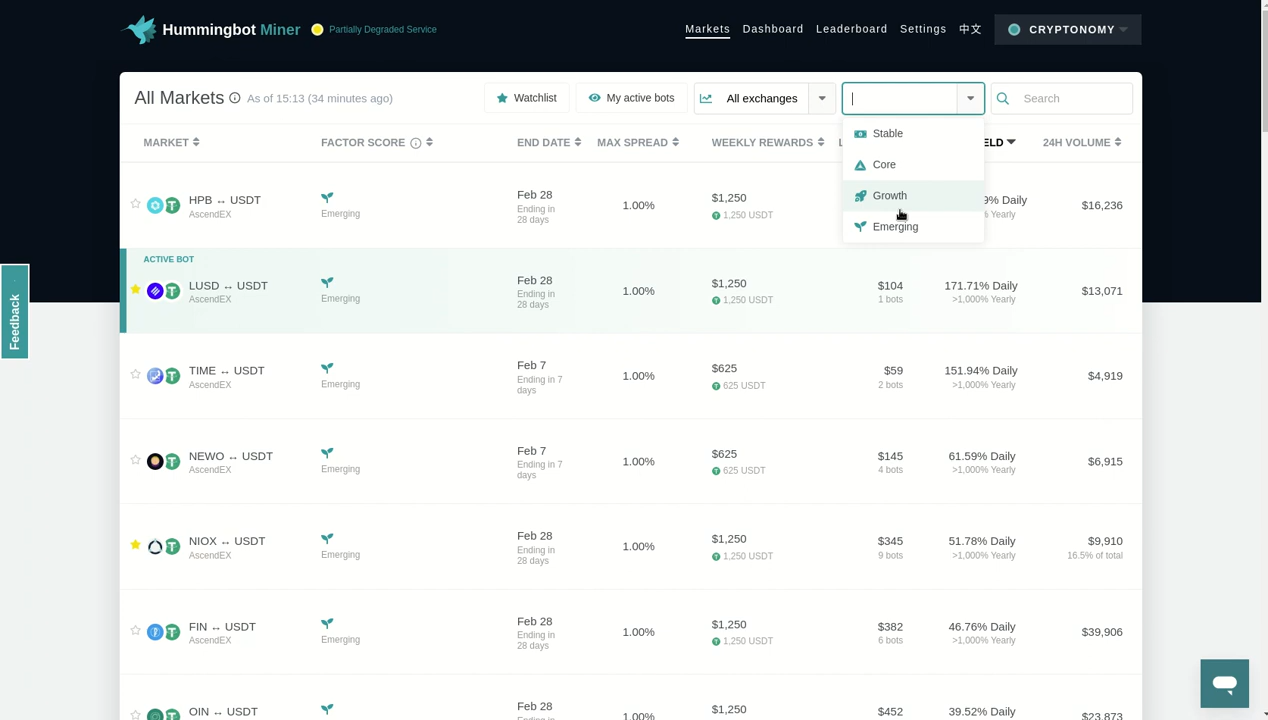 Hummingbot Miner
Partially Degraded Service
Markets
Dashboard
Leaderboard
Settings
中文
CRYPTONOMY
All Markets
As of 15:13 (34 minutes ago)
Watchlist
My active bots
All exchanges
Search
Stable
Core
Growth
Emerging
MARKET
FACTOR SCORE
END DATE
MAX SPREAD
WEEKLY REWARDS
24H VOLUME
HPB ↔ USDT
AscendEX
Emerging
Feb 28
Ending in
28 days
1.00%
$1,250
1,250 USDT
9% Daily
Yearly
$16,236
ACTIVE BOT
LUSD ↔ USDT
AscendEX
Emerging
Feb 28
Ending in
28 days
1.00%
$1,250
1,250 USDT
$104
1 bots
171.71% Daily
>1,000% Yearly
$13,071
TIME ↔ USDT
AscendEX
Emerging
Feb 7
Ending in 7
days
1.00%
$625
625 USDT
$59
2 bots
151.94% Daily
>1,000% Yearly
$4,919
NEWO ↔ USDT
AscendEX
Emerging
Feb 7
Ending in 7
days
1.00%
$625
625 USDT
$145
4 bots
61.59% Daily
>1,000% Yearly
$6,915
NIOX ↔ USDT
AscendEX
Emerging
Feb 28
Ending in
28 days
1.00%
$1,250
1,250 USDT
$345
9 bots
51.78% Daily
>1,000% Yearly
$9,910
16.5% of total
FIN ↔ USDT
AscendEX
Emerging
Feb 28
Ending in
28 days
1.00%
$1,250
1,250 USDT
$382
6 bots
46.76% Daily
>1,000% Yearly
$39,906
OIN ↔ USDT
Feb 28
1.00%
$1,250
$452
39.52% Daily
$23,873
Feedback